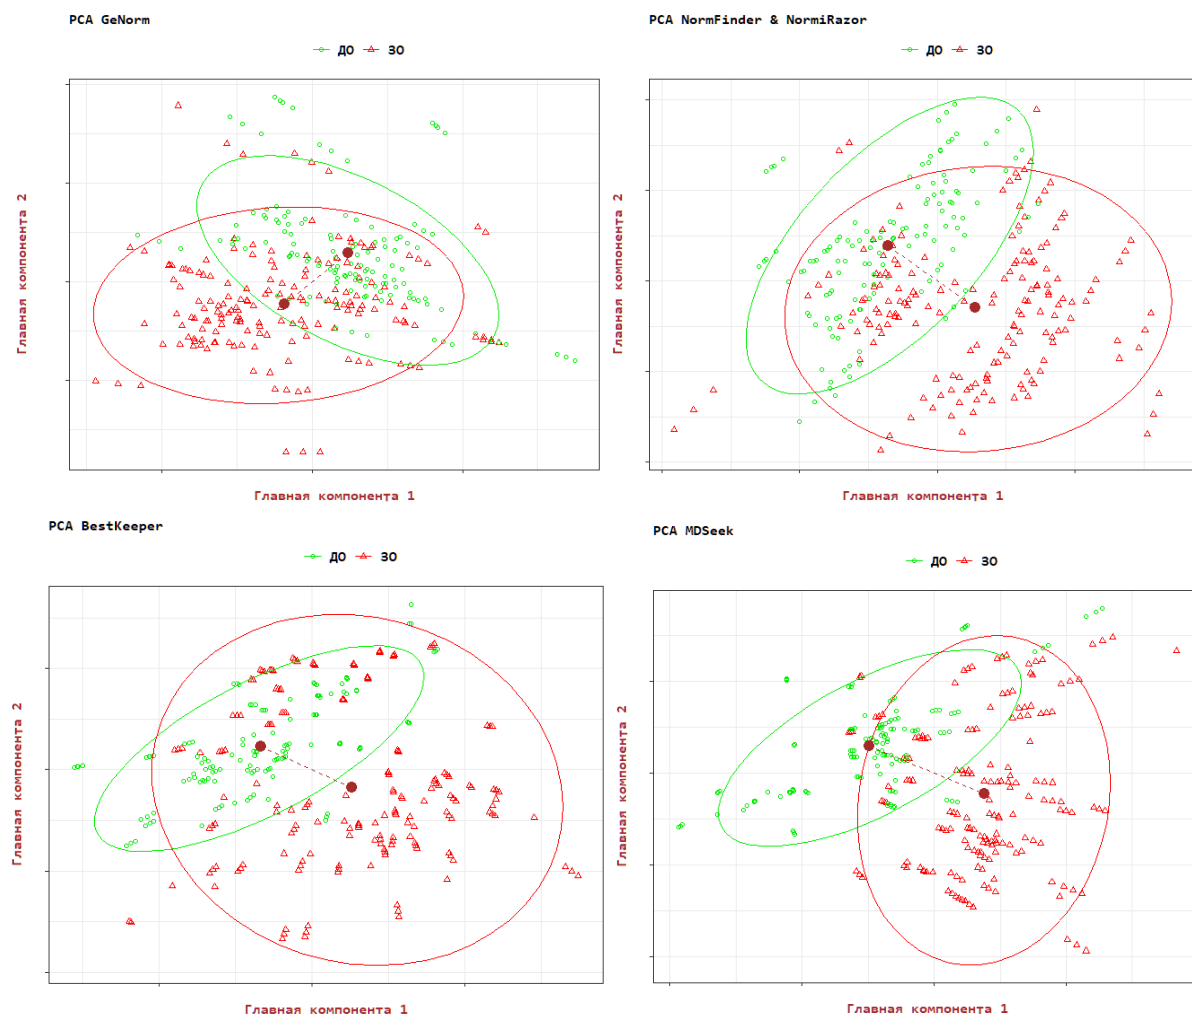 PCA GeNorm
ДО ЗО
Главная компонента 2
Главная компонента 1
PCA NormFinder & NormiRazor
ДО ЗО
Главная компонента 2
Главная компонента 1
PCA BestKeeper
ДО ЗО
Главная компонента 2
Главная компонента 1
PCA MDSeek
ДО ЗО
Главная компонента 2
Главная компонента 1